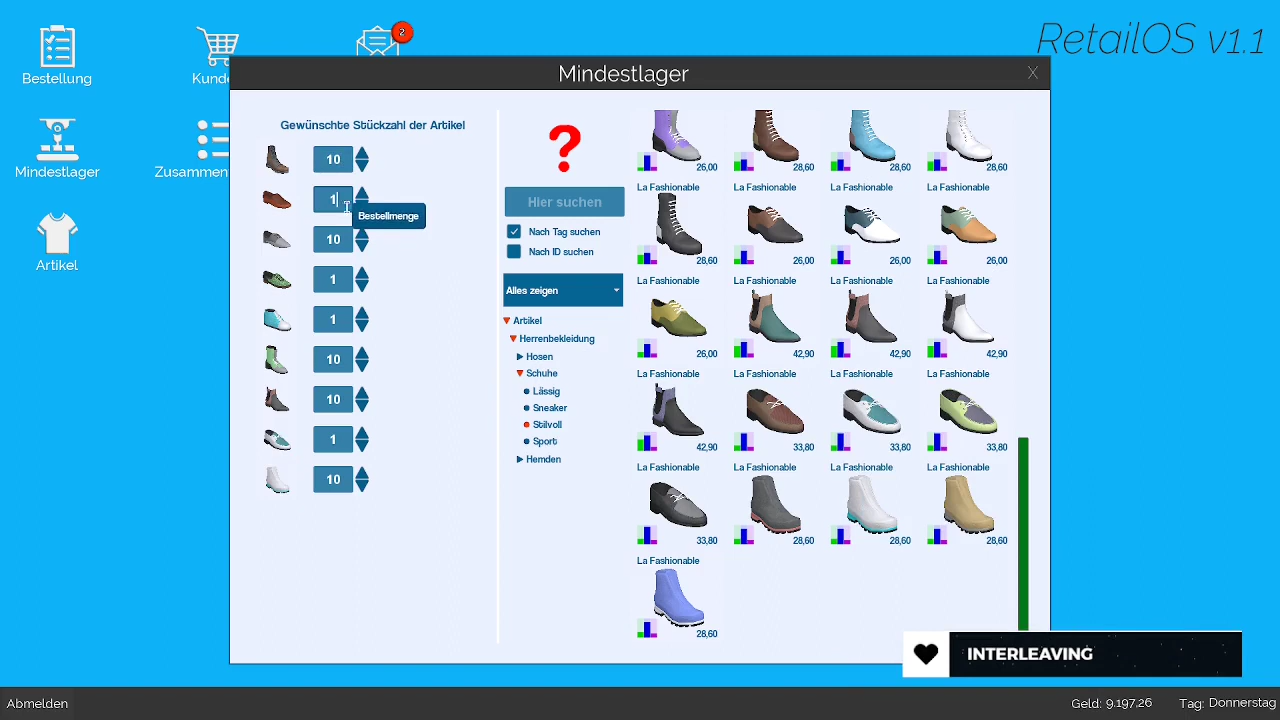 RetailOS v1.1
Bestellung
Kunde
2
Mindestlager
Zusammen
Artikel
Mindestlager
X
Gewünschte Stückzahl der Artikel
10
1
Bestellmenge
10
1
1
10
10
1
10
?
Hier suchen
Nach Tag suchen
Nach ID suchen
Alles zeigen
Artikel
Herrenbekleidung
Hosen
Schuhe
Lässig
Sneaker
Stilvoll
Sport
Hemden
26,00 28,60 28,60 28,60
La Fashionable La Fashionable La Fashionable La Fashionable
28,60 26,00 26,00 26,00
La Fashionable La Fashionable La Fashionable La Fashionable
26,00 42,90 42,90 42,90
La Fashionable La Fashionable La Fashionable La Fashionable
42,90 33,80 33,80 33,80
La Fashionable La Fashionable La Fashionable La Fashionable
33,80 28,60 28,60 28,60
La Fashionable
28,60
INTERLEAVING
Abmelden
Geld: 9.197.26 Tag: Donnerstag